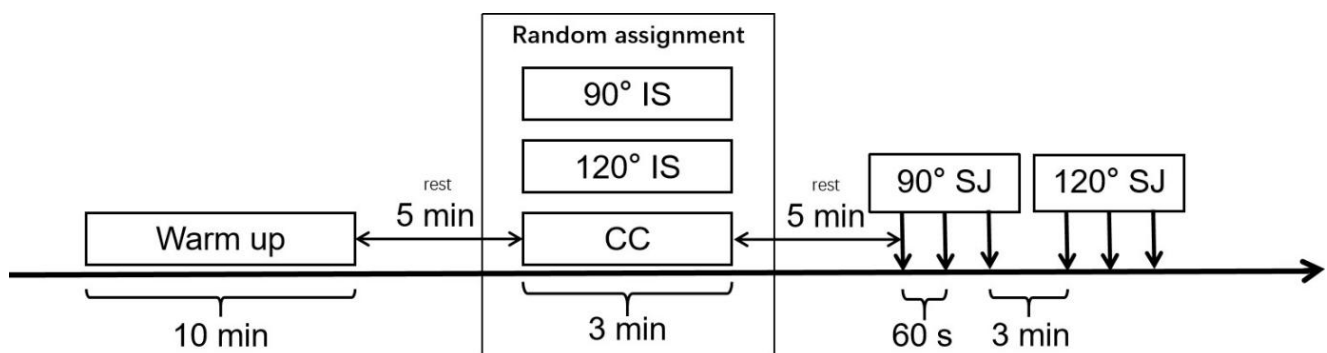 Random assignment
90° IS
120° IS
CC
Warm up
rest
5 min
rest
5 min
90° SJ
120° SJ
10 min
3 min
60 s
3 min